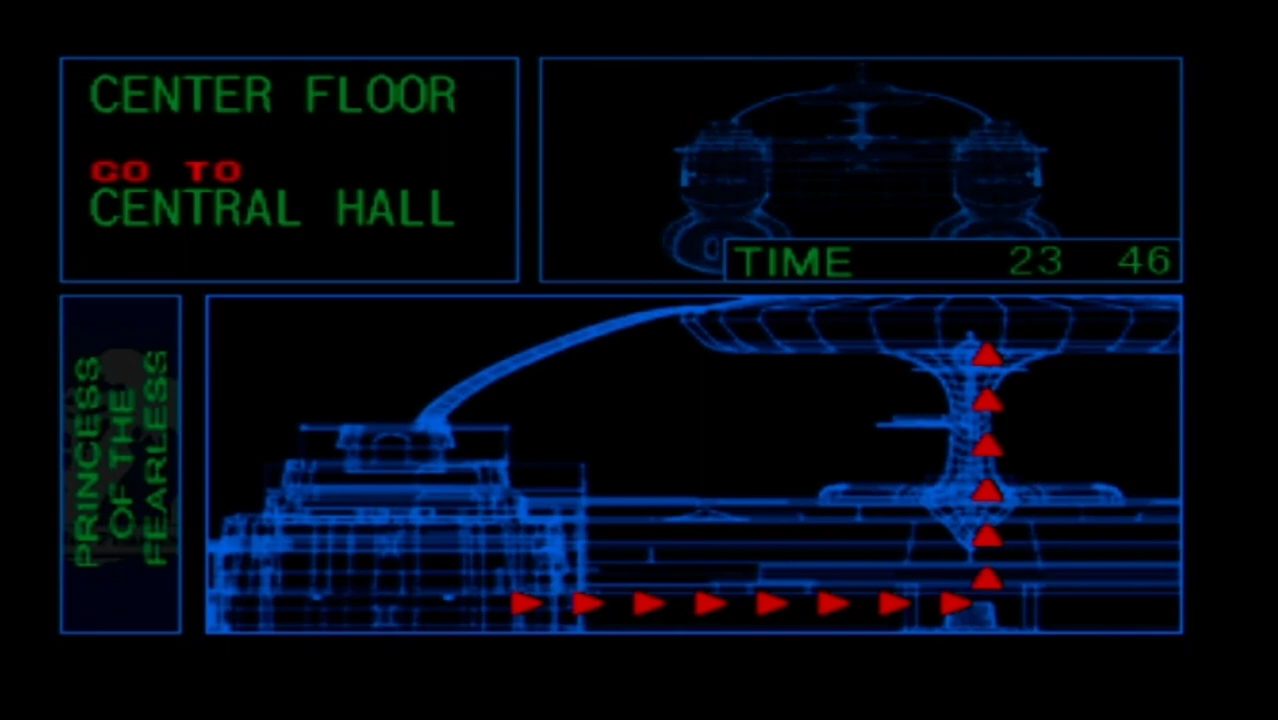 CENTER FLOOR
GO TO
CENTRAL HALL
TIME 23 46
PRINCESS
OF THE
FEARLESS